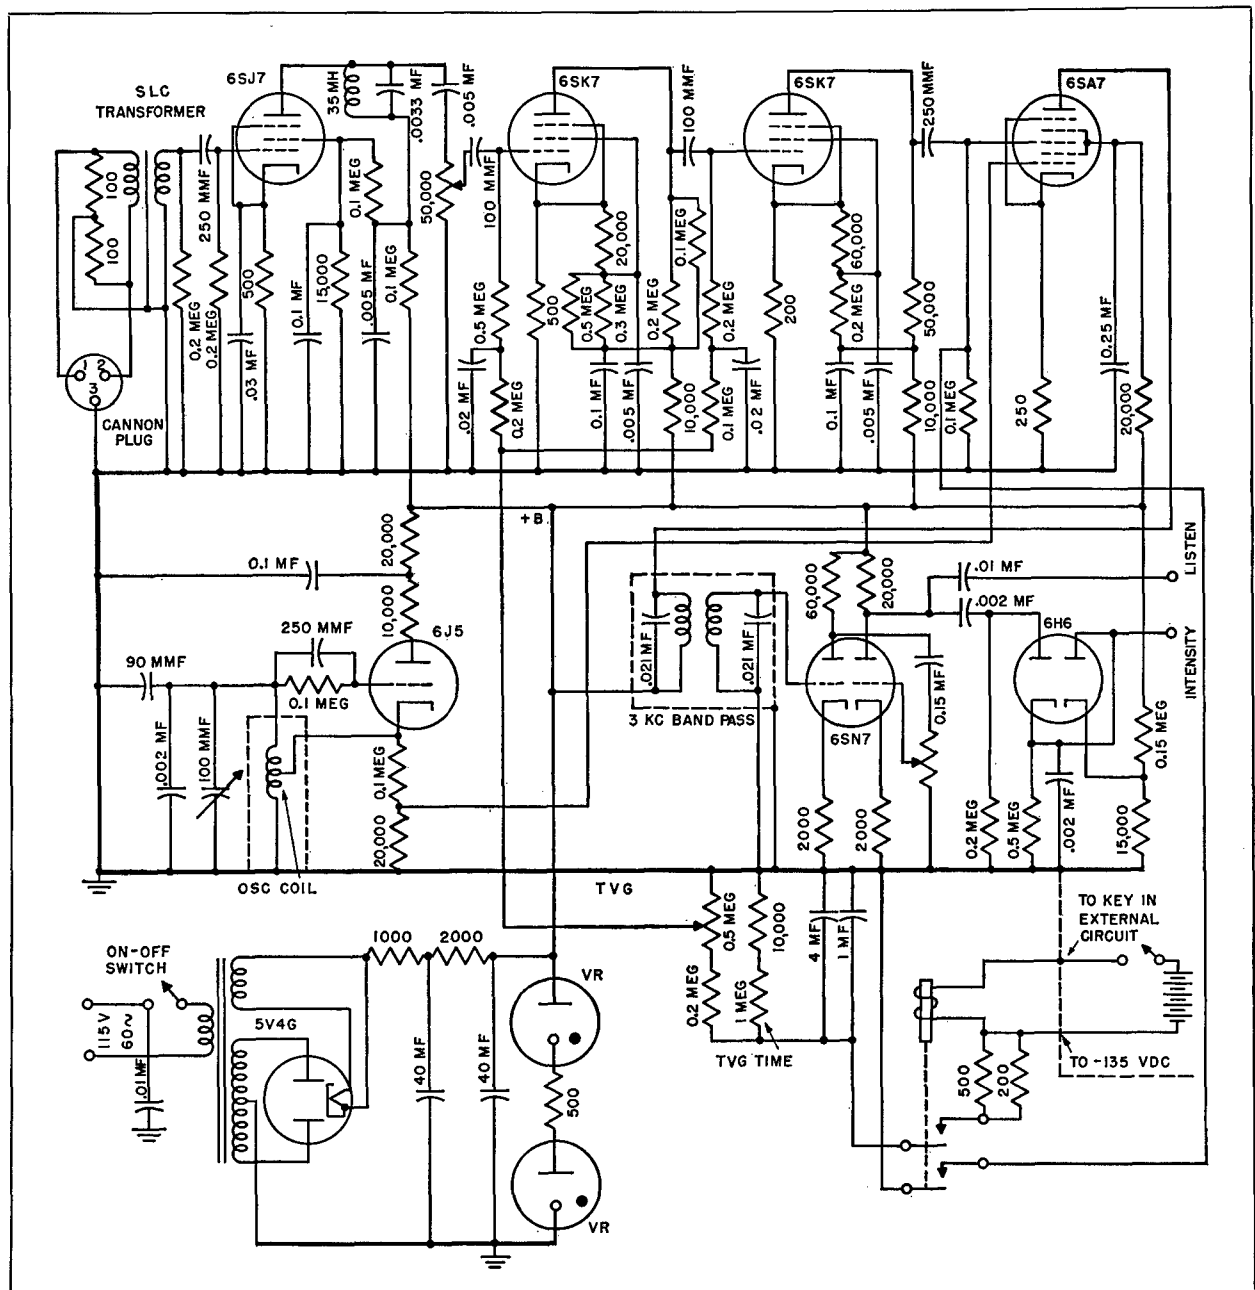 SLC
TRANSFORMER
6SJ7
35 MH
.0033 MF
.005 MF
6SK7
100 MMF
6SK7
250 MMF
6SA7
100
100
250 MMF
0.1 MEG
50,000
100 MMF
20,000
0.1 MEG
60,000
0.2 MEG
0.2 MEG
500
.03 MF
0.1 MF
15,000
.005 MF
0.1 MEG
0.5 MEG
.02 MF
0.2 MEG
500
0.5 MEG
0.3 MEG
0.2 MEG
0.2 MEG
0.1 MF
.005 MF
10,000
0.1 MEG
.02 MF
200
0.2 MEG
50,000
0.1 MF
.005 MF
10,000
0.1 MEG
250
0.25 MF
20,000
1
2
3
CANNON
PLUG
+B
20,000
0.1 MF
10,000
6J5
250 MMF
90 MMF
0.1 MEG
.002 MF
100 MMF
0.1 MEG
20,000
OSC COIL
.021 MF
.021 MF
3 KC BAND PASS
60,000
20,000
.01 MF
LISTEN
.002 MF
6H6
INTENSITY
6SN7
0.15 MF
2000
2000
0.2 MEG
0.5 MEG
.002 MF
0.15 MEG
15,000
TVG
0.5 MEG
10,000
0.2 MEG
1 MEG
TVG TIME
4 MF
1 MF
TO KEY IN
EXTERNAL
CIRCUIT
TO -135 VDC
500
200
ON-OFF
SWITCH
115V
60~
.01 MF
5V4G
1000
2000
40 MF
40 MF
VR
500
VR